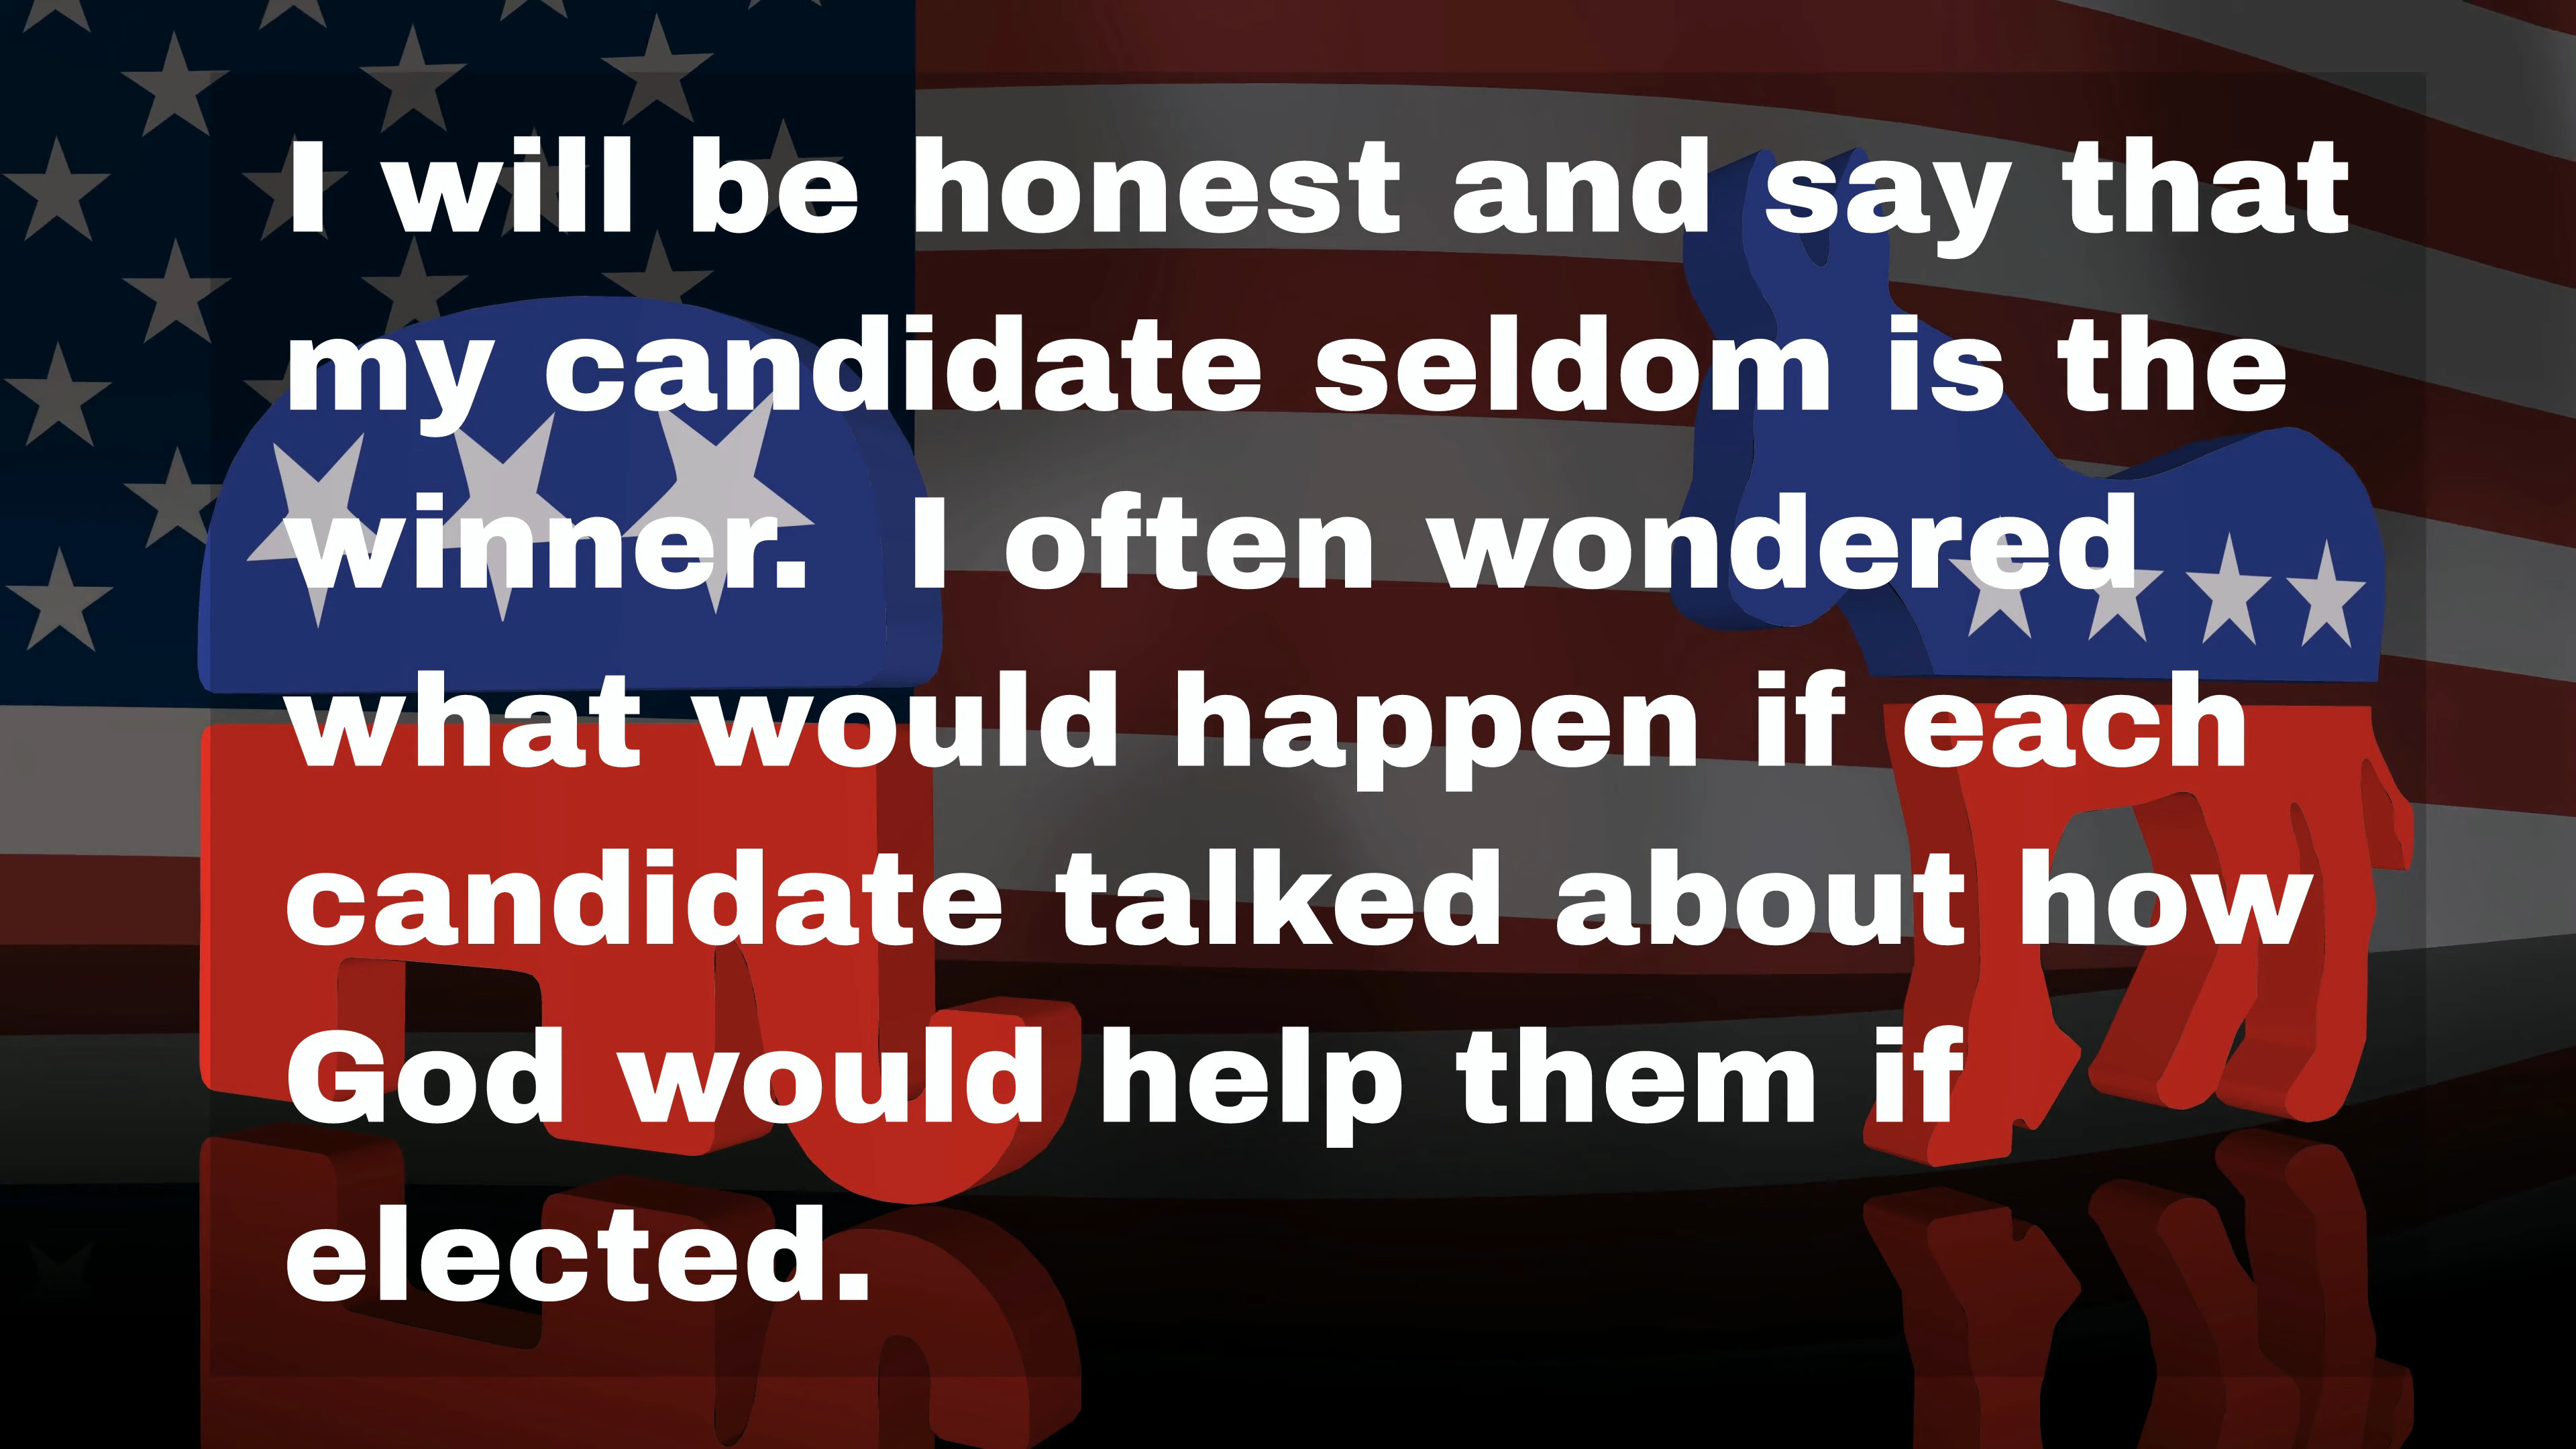 I will be honest and say that
my candidate seldom is the
winner.  I often wondered
what would happen if each
candidate talked about how
God would help them if
elected.